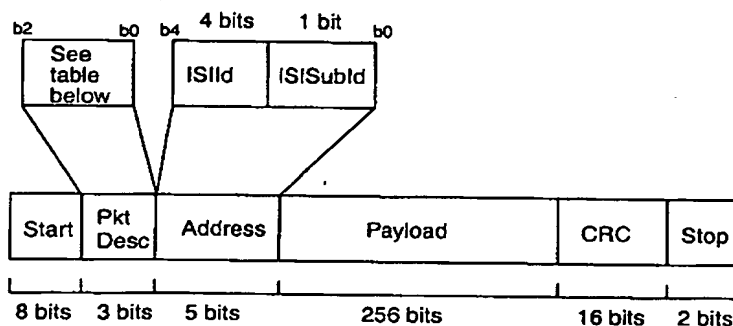 4 bits 1 bit
b2 b0 b4 b0
See
table
below
ISIId ISISubId
Start Pkt
Desc Address Payload CRC Stop
8 bits 3 bits 5 bits 256 bits 16 bits 2 bits